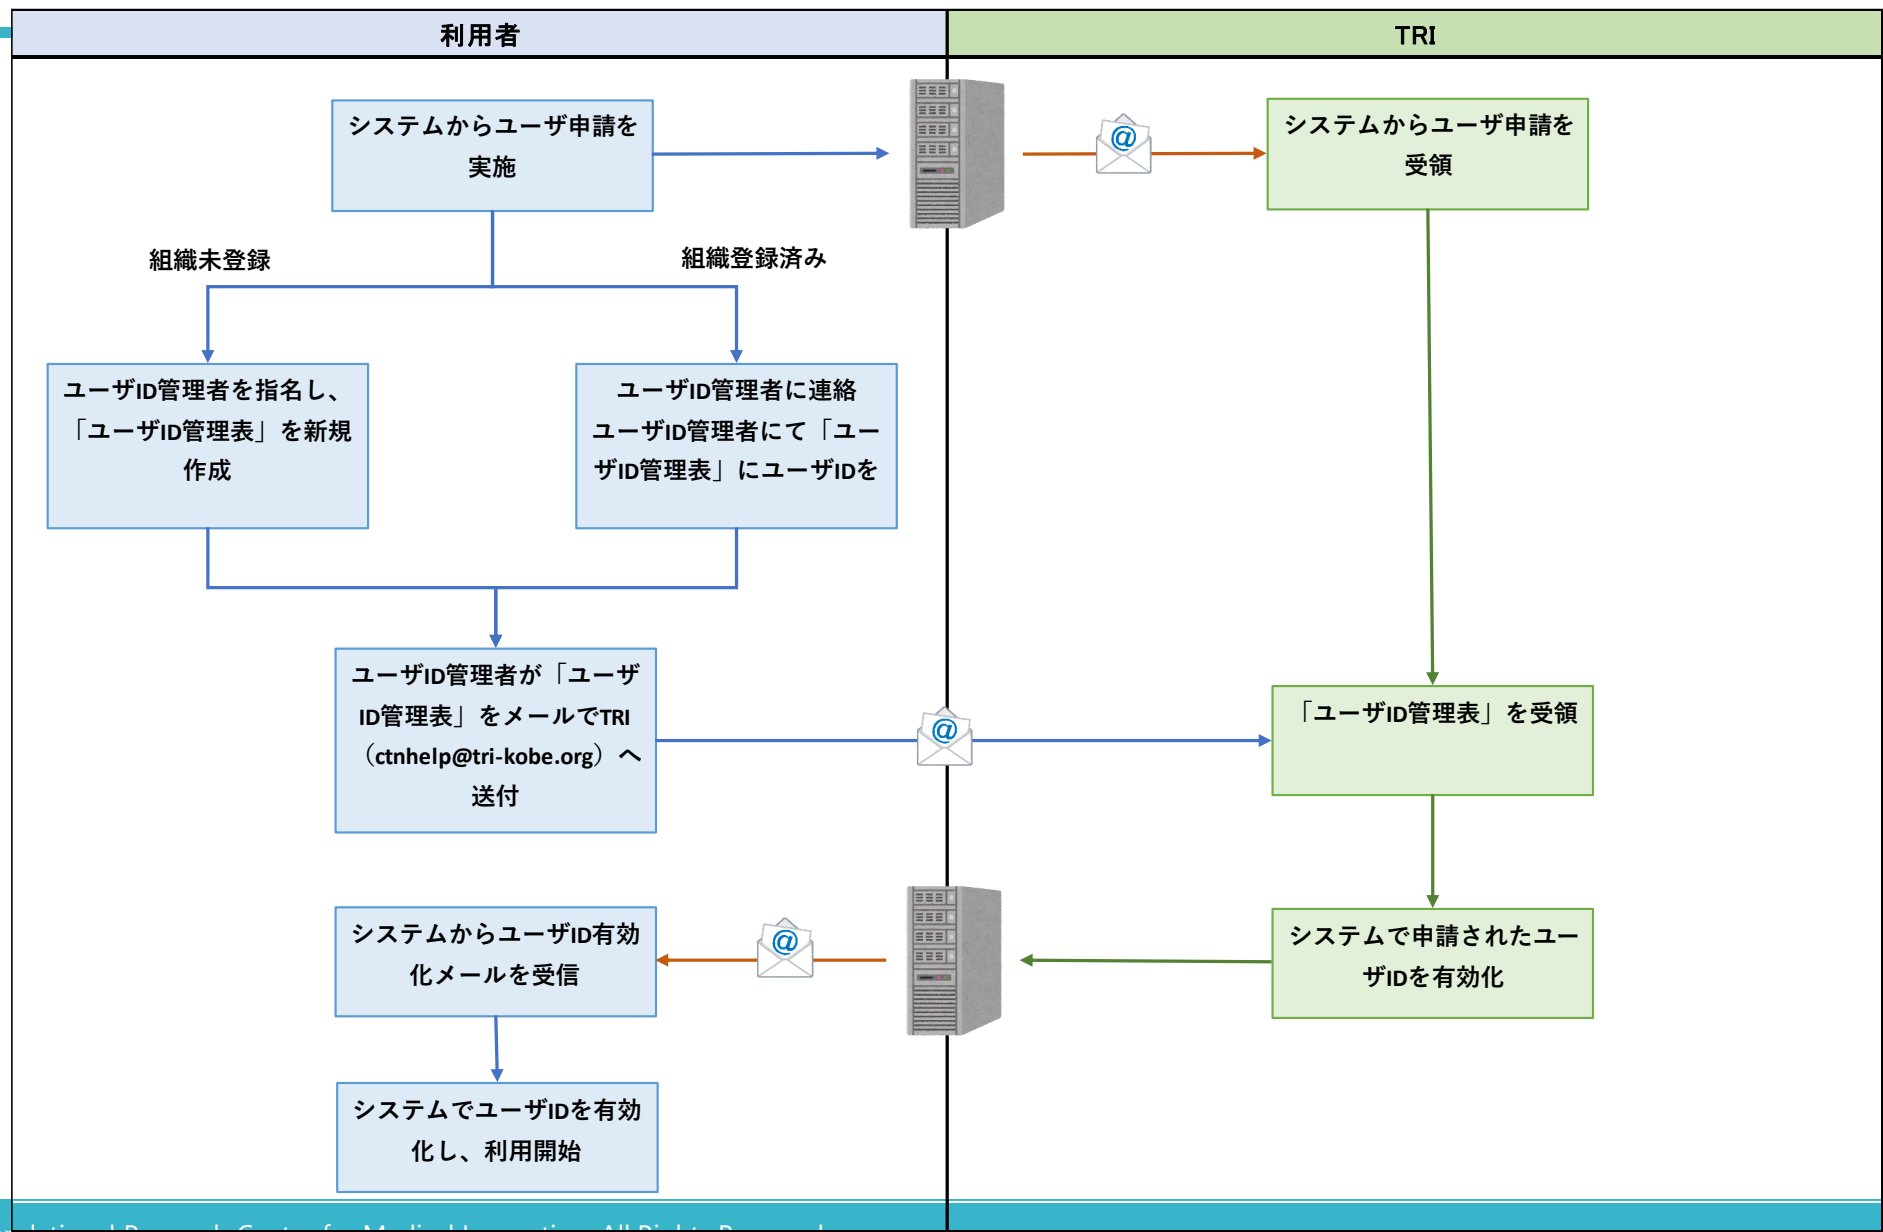 利用者
TRI
システムからユーザ申請を
実施
システムからユーザ申請を
受領
組織未登録
組織登録済み
ユーザID管理者を指名し、
「ユーザID管理表」を新規
作成
ユーザID管理者に連絡
ユーザID管理者にて「ユー
ザID管理表」にユーザIDを
ユーザID管理者が「ユーザ
ID管理表」をメールでTRI
（ctnhelp@tri-kobe.org）へ
送付
「ユーザID管理表」を受領
システムからユーザID有効
化メールを受信
システムで申請されたユー
ザIDを有効化
システムでユーザIDを有効
化し、利用開始